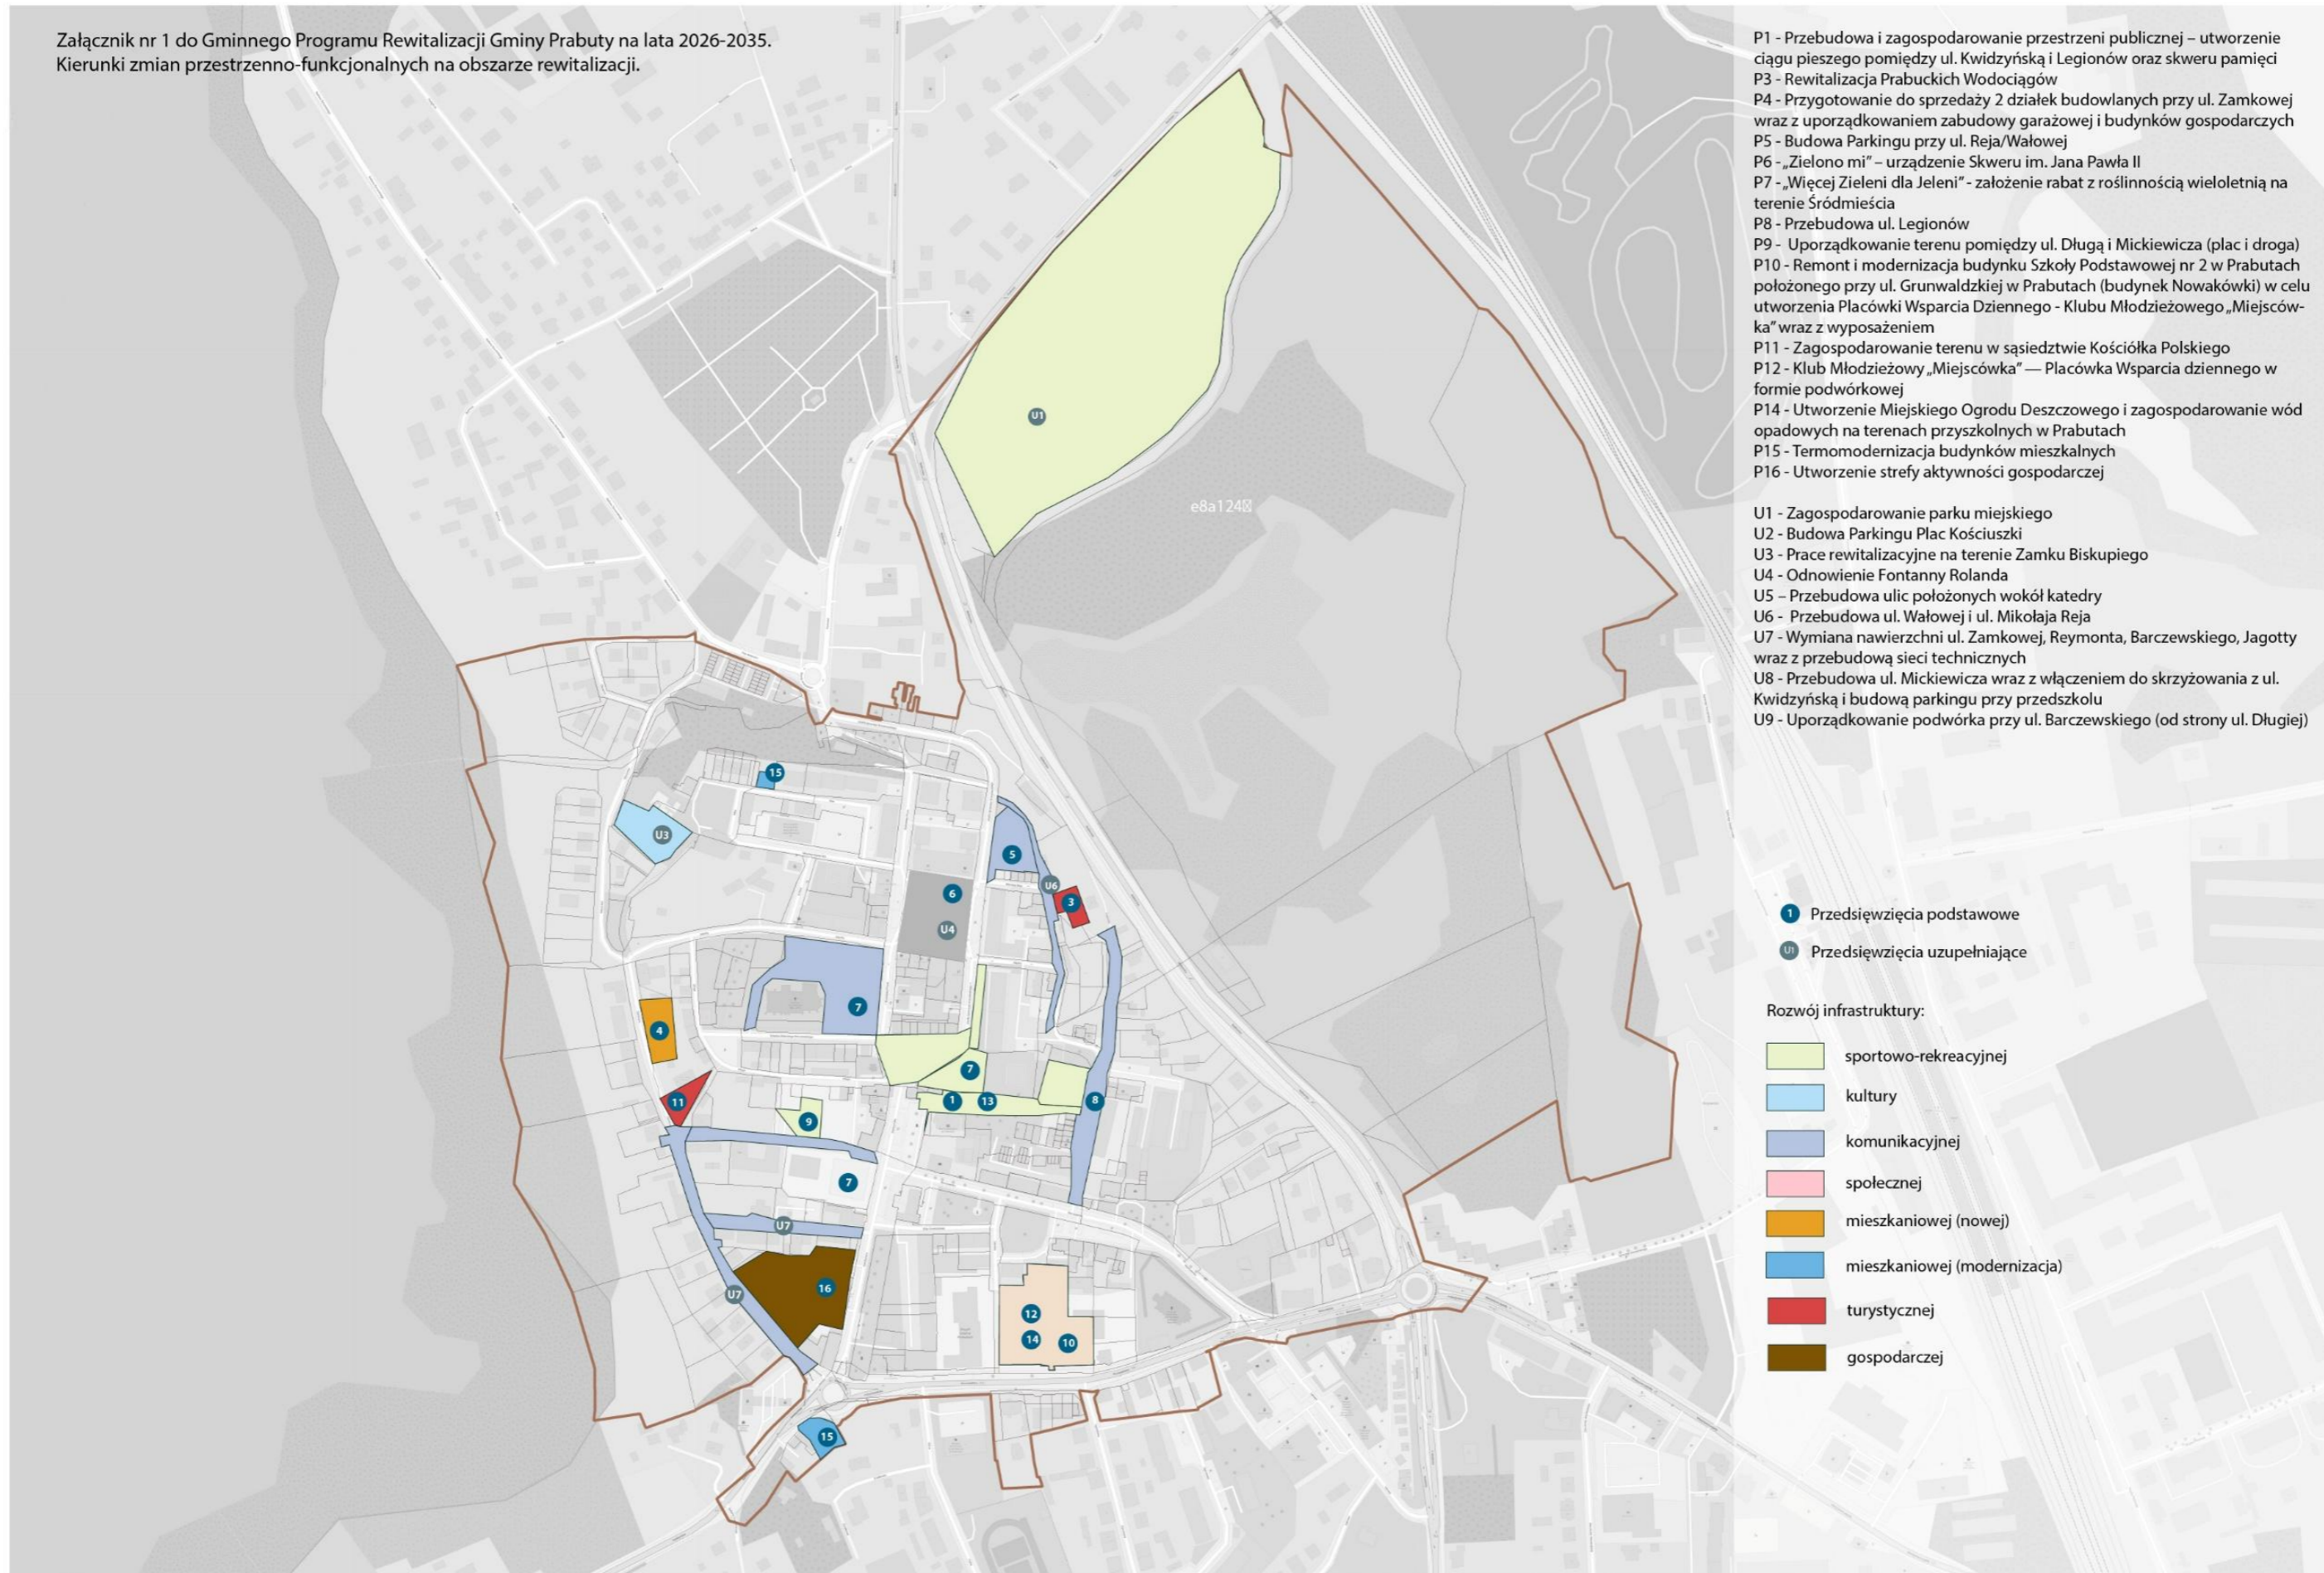 Załącznik nr 1 do Gminnego Programu Rewitalizacji Gminy Prabuty na lata 2026-2035.
Kierunki zmian przestrzenno-funkcjonalnych na obszarze rewitalizacji.
P1 - Przebudowa i zagospodarowanie przestrzeni publicznej – utworzenie
ciągu pieszego pomiędzy ul. Kwidzyńską i Legionów oraz skweru pamięci
P3 - Rewitalizacja Prabuckich Wodociągów
P4 - Przygotowanie do sprzedaży 2 działek budowlanych przy ul. Zamkowej
wraz z uporządkowaniem zabudowy garażowej i budynków gospodarczych
P5 - Budowa Parkingu przy ul. Reja/Wałowej
P6 - „Zielono mi” – urządzenie Skweru im. Jana Pawła II
P7 - „Więcej Zieleni dla Jeleni” - założenie rabat z roślinnością wieloletnią na
terenie Śródmieścia
P8 - Przebudowa ul. Legionów
P9 - Uporządkowanie terenu pomiędzy ul. Długą i Mickiewicza (plac i droga)
P10 - Remont i modernizacja budynku Szkoły Podstawowej nr 2 w Prabutach
położonego przy ul. Grunwaldzkiej w Prabutach (budynek Nowakówki) w celu
utworzenia Placówki Wsparcia Dziennego - Klubu Młodzieżowego „Miejsców-
ka” wraz z wyposażeniem
P11 - Zagospodarowanie terenu w sąsiedztwie Kościółka Polskiego
P12 - Klub Młodzieżowy „Miejscówka” — Placówka Wsparcia dziennego w
formie podwórkowej
P14 - Utworzenie Miejskiego Ogrodu Deszczowego i zagospodarowanie wód
opadowych na terenach przyszkolnych w Prabutach
P15 - Termomodernizacja budynków mieszkalnych
P16 - Utworzenie strefy aktywności gospodarczej
U1 - Zagospodarowanie parku miejskiego
U2 - Budowa Parkingu Plac Kościuszki
U3 - Prace rewitalizacyjne na terenie Zamku Biskupiego
U4 - Odnowienie Fontanny Rolanda
U5 – Przebudowa ulic położonych wokół katedry
U6 - Przebudowa ul. Wałowej i ul. Mikołaja Reja
U7 - Wymiana nawierzchni ul. Zamkowej, Reymonta, Barczewskiego, Jagotty
wraz z przebudową sieci technicznych
U8 - Przebudowa ul. Mickiewicza wraz z włączeniem do skrzyżowania z ul.
Kwidzyńską i budową parkingu przy przedszkolu
U9 - Uporządkowanie podwórka przy ul. Barczewskiego (od strony ul. Długiej)
1 Przedsięwzięcia podstawowe
U1 Przedsięwzięcia uzupełniające
Rozwój infrastruktury:
sportowo-rekreacyjnej
kultury
komunikacyjnej
społecznej
mieszkaniowej (nowej)
mieszkaniowej (modernizacja)
turystycznej
gospodarczej
U1
e8a124
15
U3
5
6
U6
3
U4
7
4
7
11
1
13
8
9
7
U7
16
U7
12
14
10
15